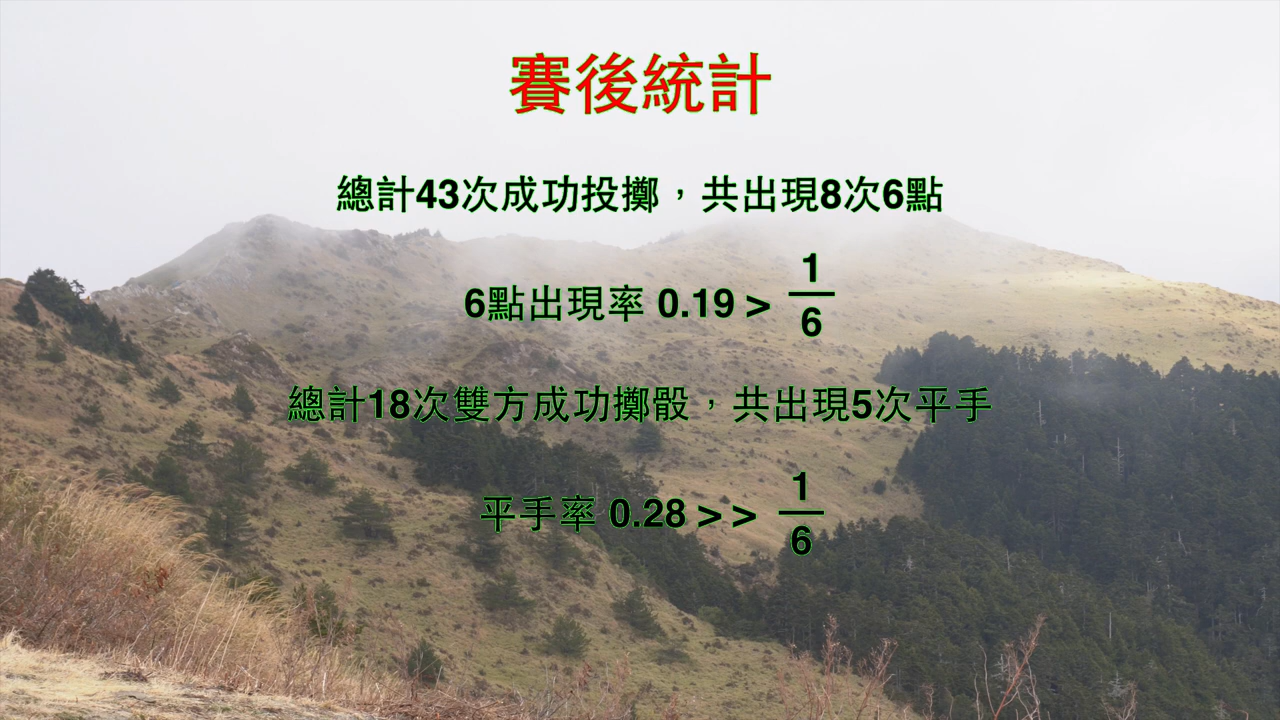 賽後統計
總計43次成功投擲，共出現8次6點
6點出現率 0.19 > 1/6
總計18次雙方成功擲骰，共出現5次平手
平手率 0.28 > > 1/6